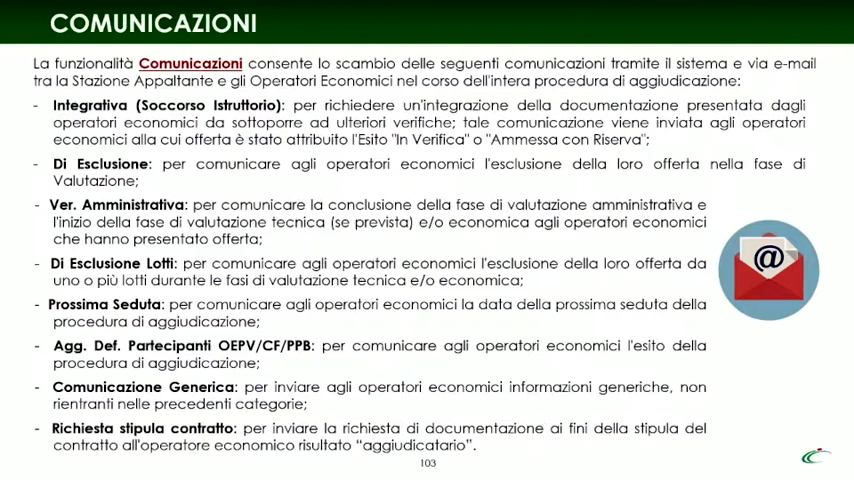 COMUNICAZIONI
La funzionalità Comunicazioni consente lo scambio delle seguenti comunicazioni tramite il sistema e via e-mail
tra la Stazione Appaltante e gli Operatori Economici nel corso dell'intera procedura di aggiudicazione:
- Integrativa (Soccorso Istruttorio): per richiedere un'integrazione della documentazione presentata dagli
operatori economici da sottoporre ad ulteriori verifiche; tale comunicazione viene inviata agli operatori
economici alla cui offerta è stato attribuito l'Esito "In Verifica" o "Ammessa con Riserva";
- Di Esclusione: per comunicare agli operatori economici l'esclusione della loro offerta nella fase di
Valutazione;
- Ver. Amministrativa: per comunicare la conclusione della fase di valutazione amministrativa e
l'inizio della fase di valutazione tecnica (se prevista) e/o economica agli operatori economici
che hanno presentato offerta;
- Di Esclusione Lotti: per comunicare agli operatori economici l'esclusione della loro offerta da
uno o più lotti durante le fasi di valutazione tecnica e/o economica;
- Prossima Seduta: per comunicare agli operatori economici la data della prossima seduta della
procedura di aggiudicazione;
- Agg. Def. Partecipanti OEPV/CF/PPB: per comunicare agli operatori economici l'esito della
procedura di aggiudicazione;
- Comunicazione Generica: per inviare agli operatori economici informazioni generiche, non
rientranti nelle precedenti categorie;
- Richiesta stipula contratto: per inviare la richiesta di documentazione ai fini della stipula del
contratto all'operatore economico risultato “aggiudicatario”.
@
103